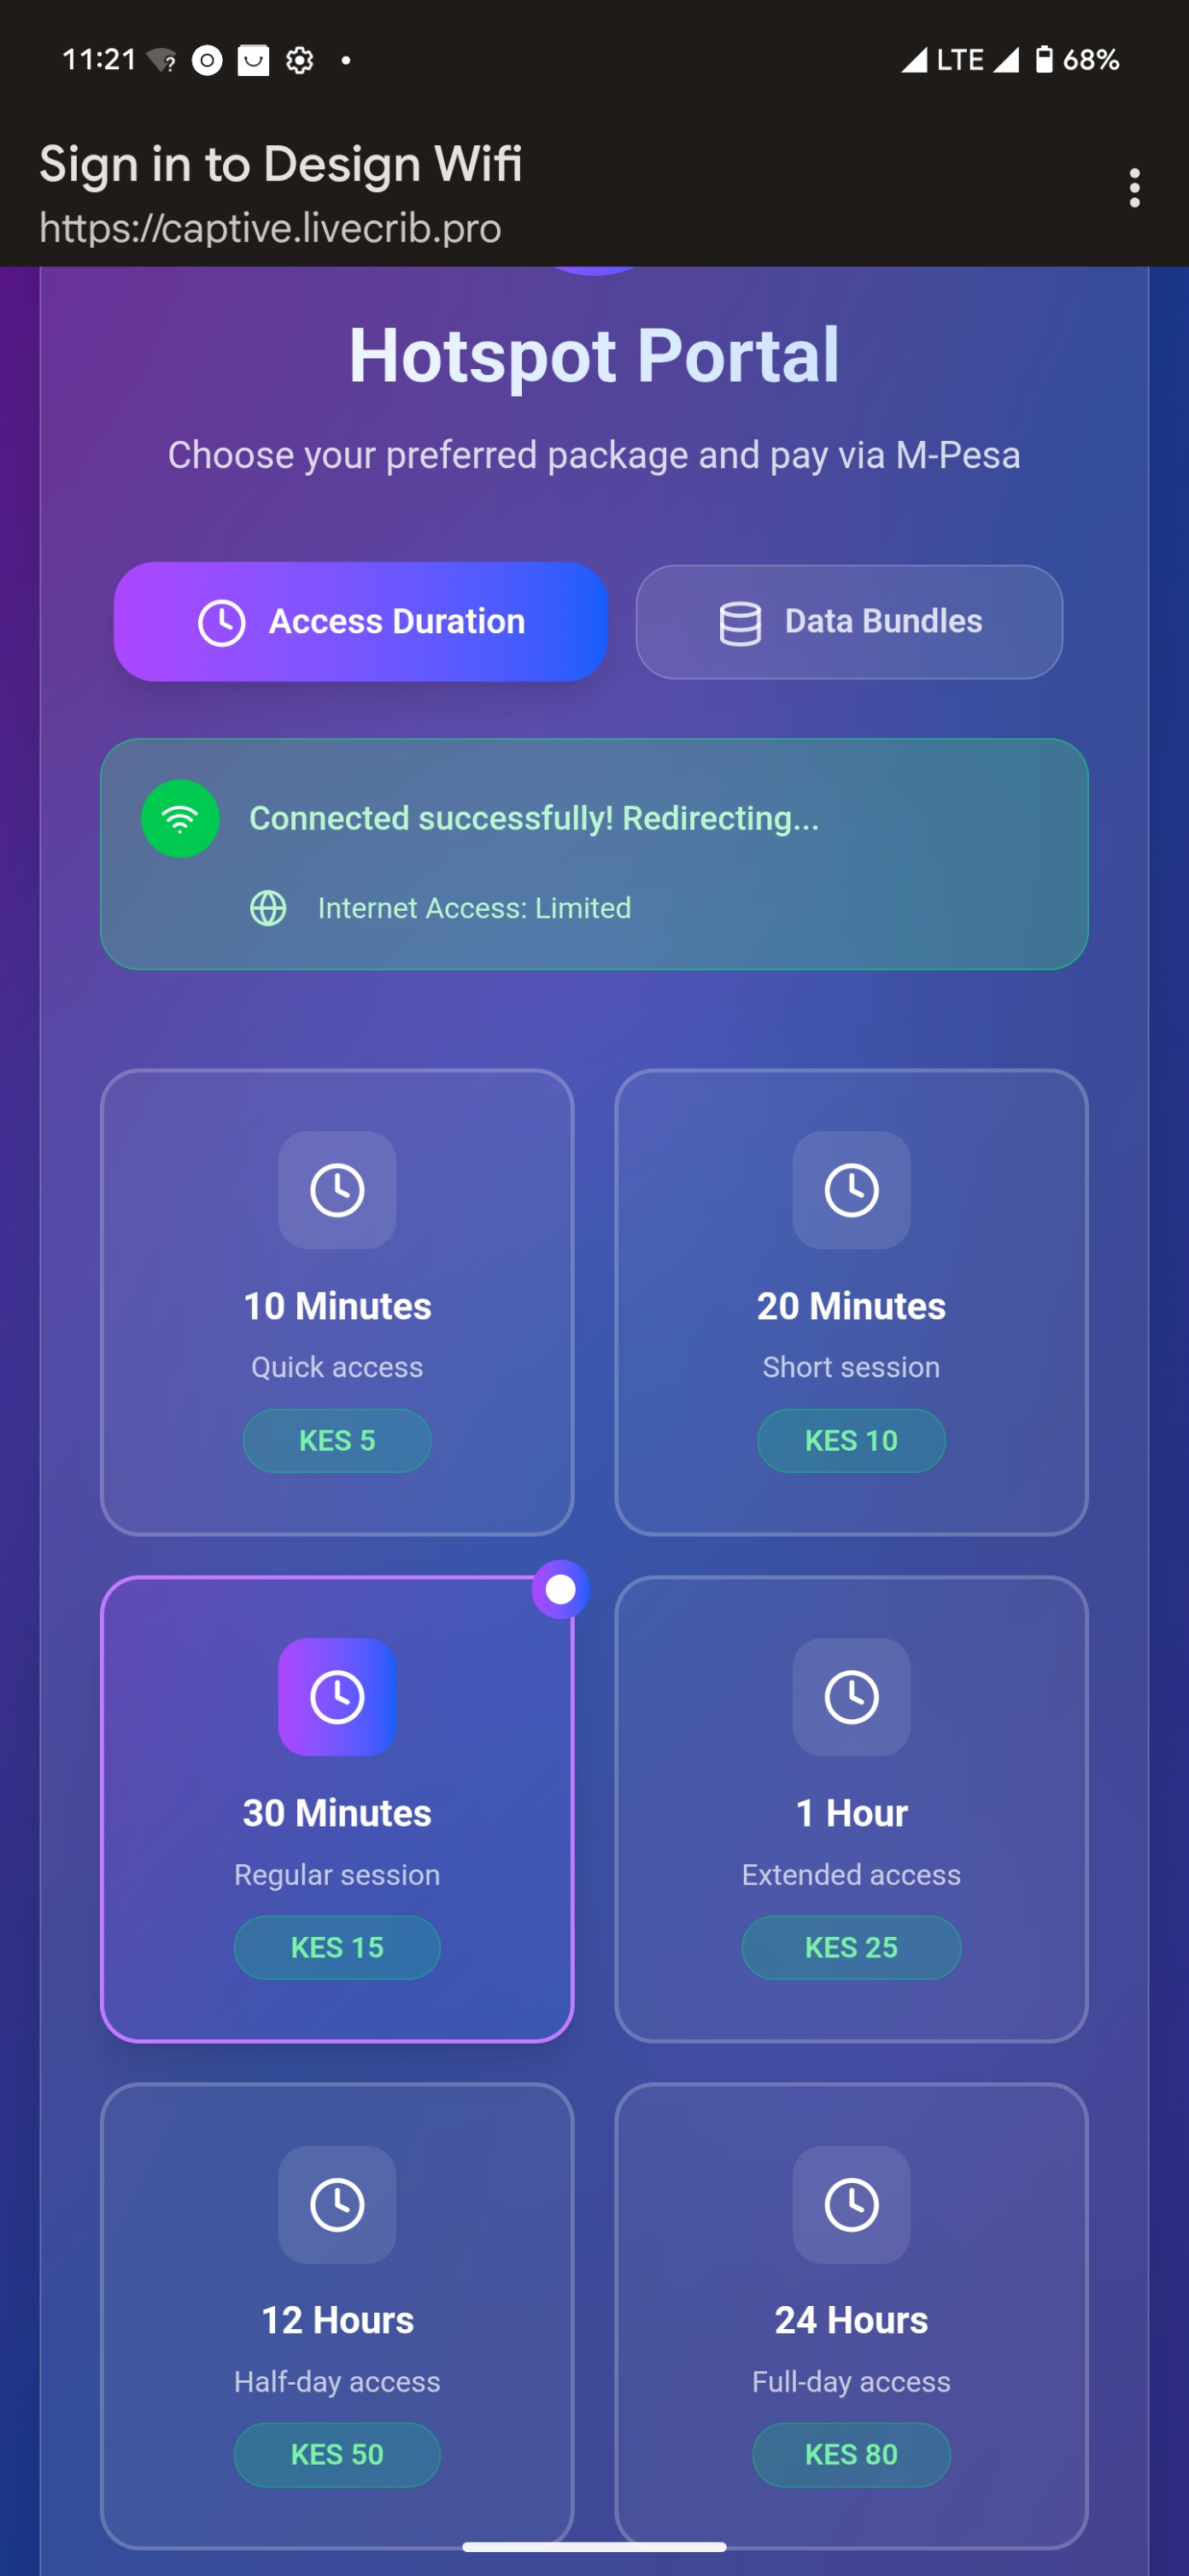 11:21
LTE
68%
Sign in to Design Wifi
https://captive.livecrib.pro
Hotspot Portal
Choose your preferred package and pay via M-Pesa
Access Duration
Data Bundles
Connected successfully! Redirecting...
Internet Access: Limited
10 Minutes
Quick access
KES 5
20 Minutes
Short session
KES 10
30 Minutes
Regular session
KES 15
1 Hour
Extended access
KES 25
12 Hours
Half-day access
KES 50
24 Hours
Full-day access
KES 80